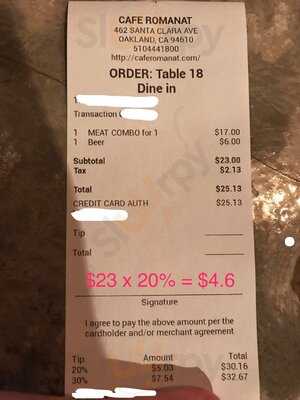 CAFE ROMANAT
462 SANTA CLARA AVE
OAKLAND, CA 94610
5104441800
http://caferomanat.com/
ORDER: Table 18
Dine in
Transaction
1 MEAT COMBO for 1 $17.00
1 Beer $6.00
Subtotal $23.00
Tax $2.13
Total $25.13
CREDIT CARD AUTH $25.13
Tip
Total
$23 x 20% = $4.6
Signature
I agree to pay the above amount per the
cardholder and/or merchant agreement
Tip Amount Total
20% $5.03 $30.16
30% $7.54 $32.67